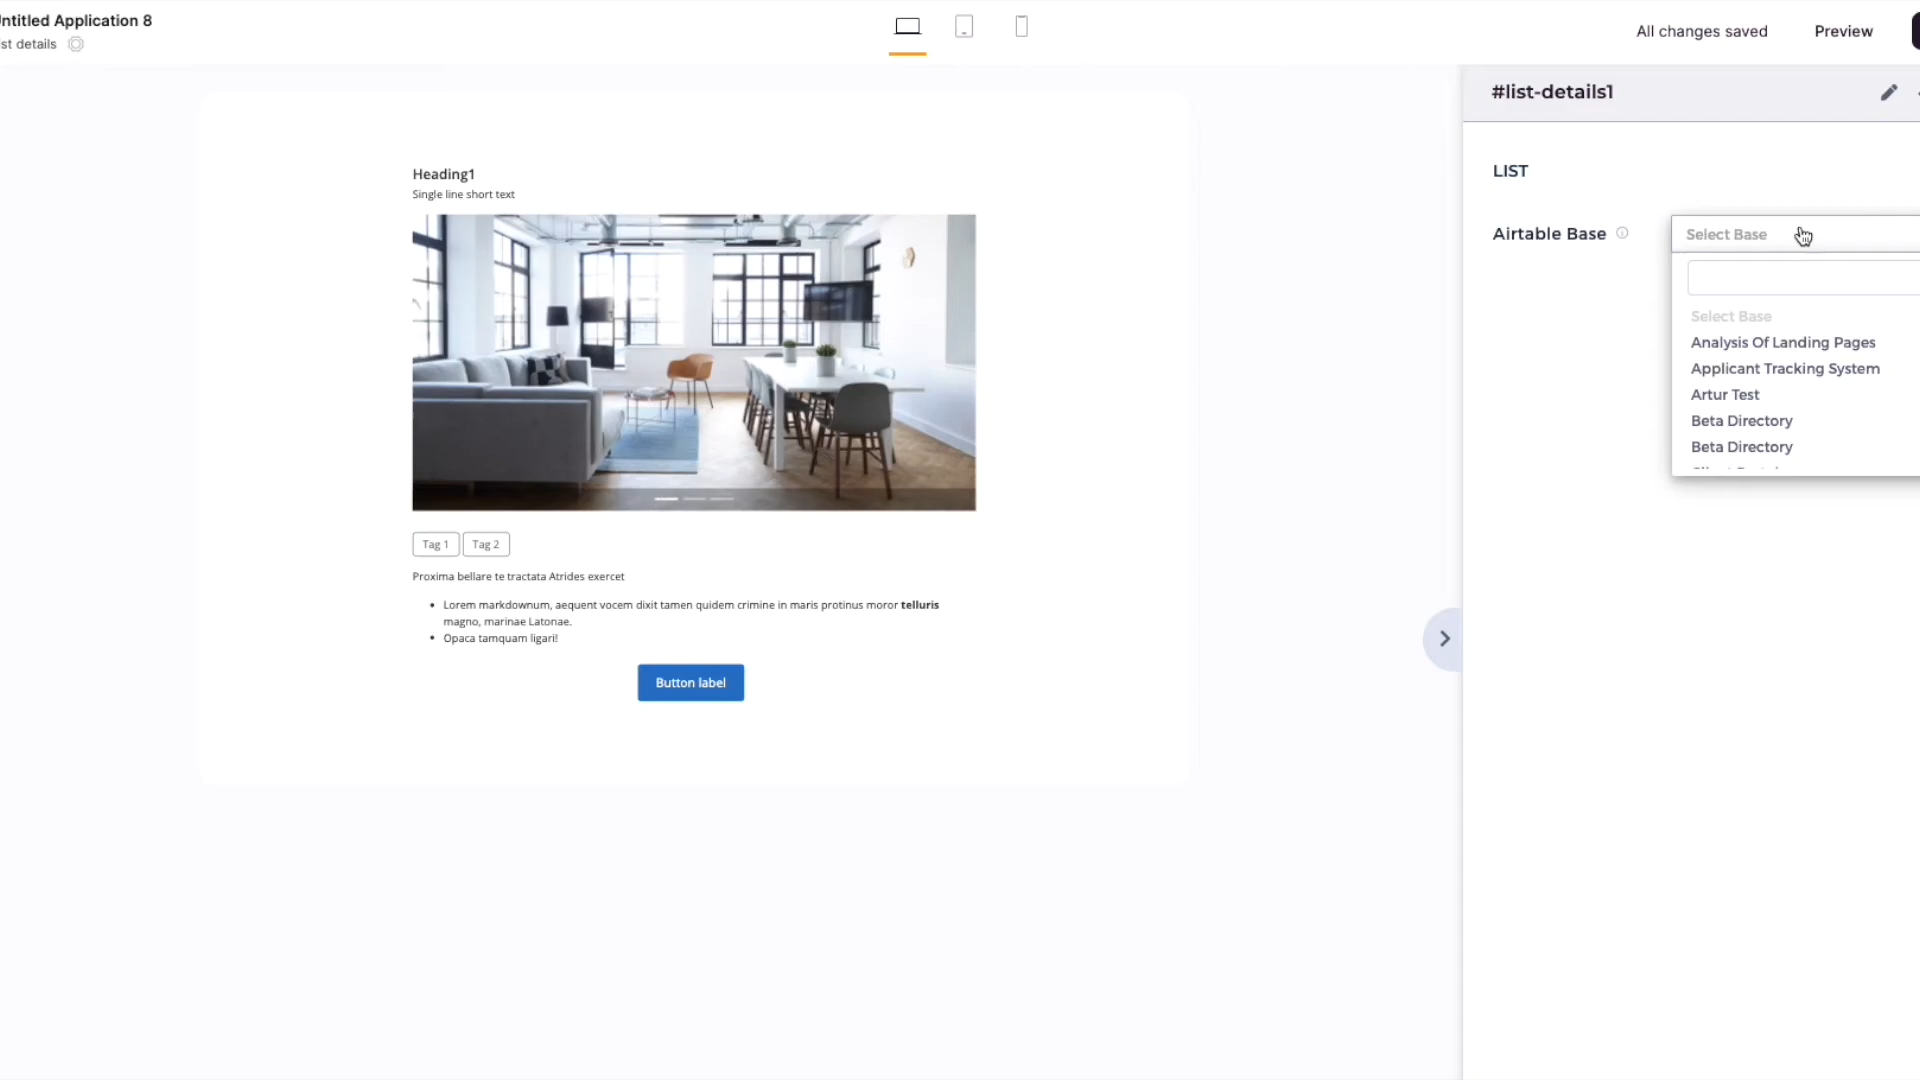 ntitled Application 8
st details
All changes saved
Preview
#list-details1
LIST
Airtable Base
Select Base
Select Base
Analysis Of Landing Pages
Applicant Tracking System
Artur Test
Beta Directory
Beta Directory
Heading1
Single line short text
Tag 1
Tag 2
Proxima bellare te tractata Atrides exercet
• Lorem markdownum, aequent vocem dixit tamen quidem crimine in maris protinus moror telluris
magno, marinae Latonae.
• Opaca tamquam ligari!
Button label